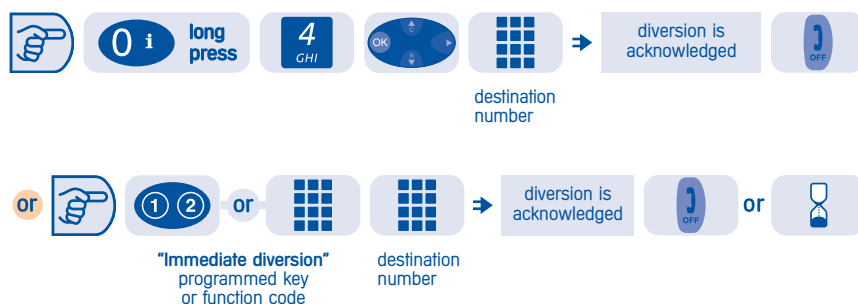 0 i long press 4 GHI OK C R OFF
diversion is
acknowledged
destination
number
or 1 2 or OFF or
diversion is
acknowledged
"Immediate diversion"
programmed key
or function code
destination
number